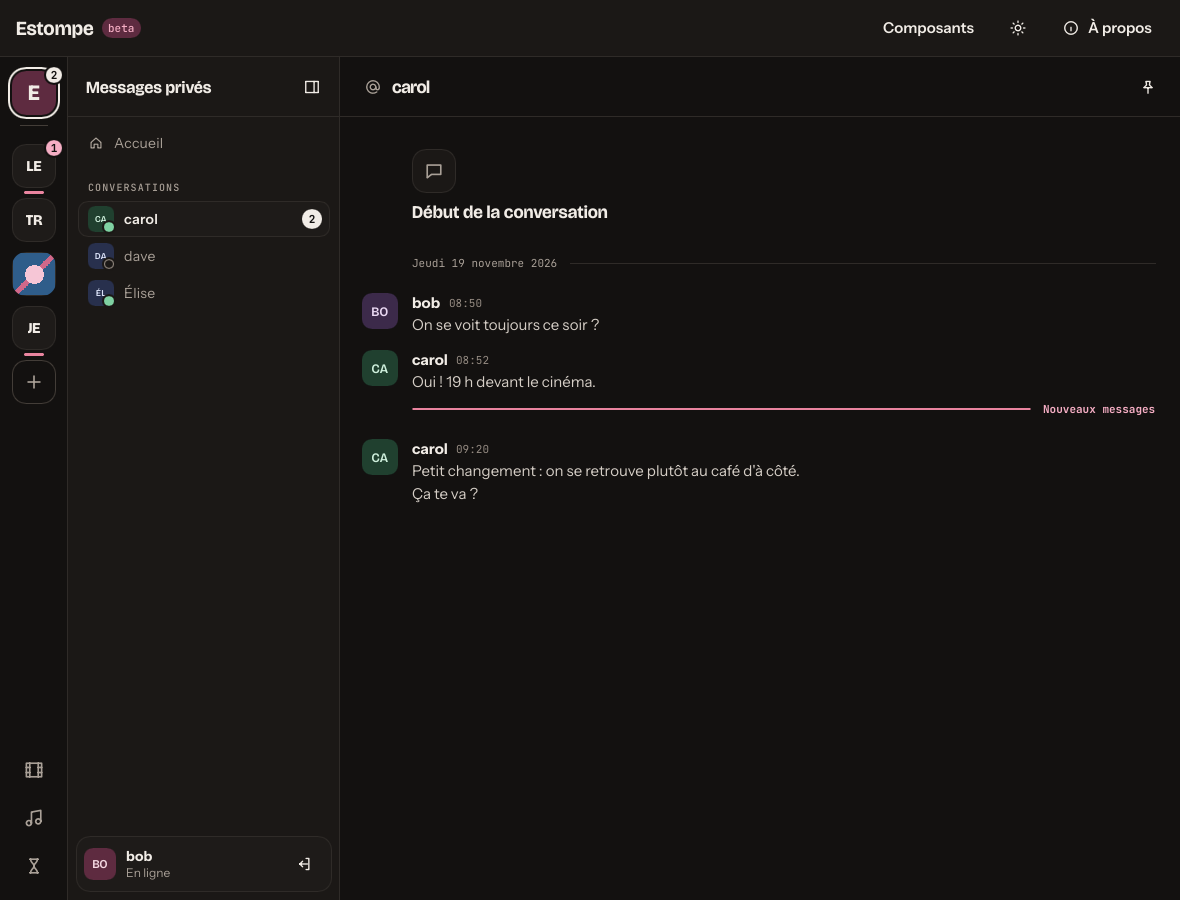 Estompe beta
Composants
À propos
E 2
LE 1
TR
JE
Messages privés
Accueil
CONVERSATIONS
CA carol 2
DA dave
ÉL Élise
BO bob
En ligne
carol
Début de la conversation
Jeudi 19 novembre 2026
BO bob 08:50
On se voit toujours ce soir ?
CA carol 08:52
Oui ! 19 h devant le cinéma.
Nouveaux messages
CA carol 09:20
Petit changement : on se retrouve plutôt au café d'à côté.
Ça te va ?